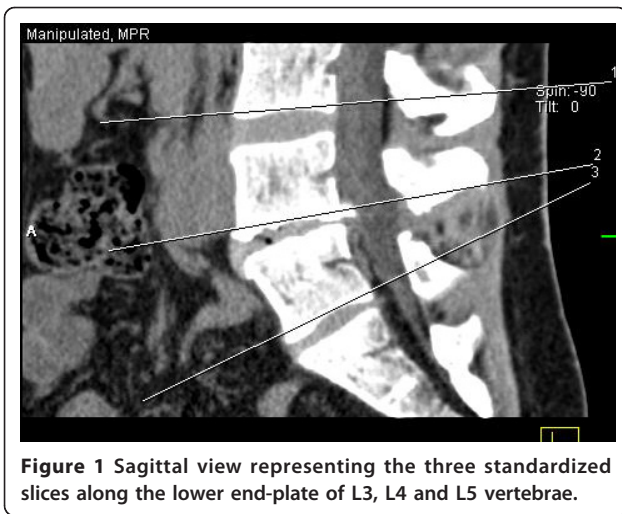 Manipulated, MPR
1
Spin: -90
Tilt: 0
2
3
A
Figure 1 Sagittal view representing the three standardized
slices along the lower end-plate of L3, L4 and L5 vertebrae.